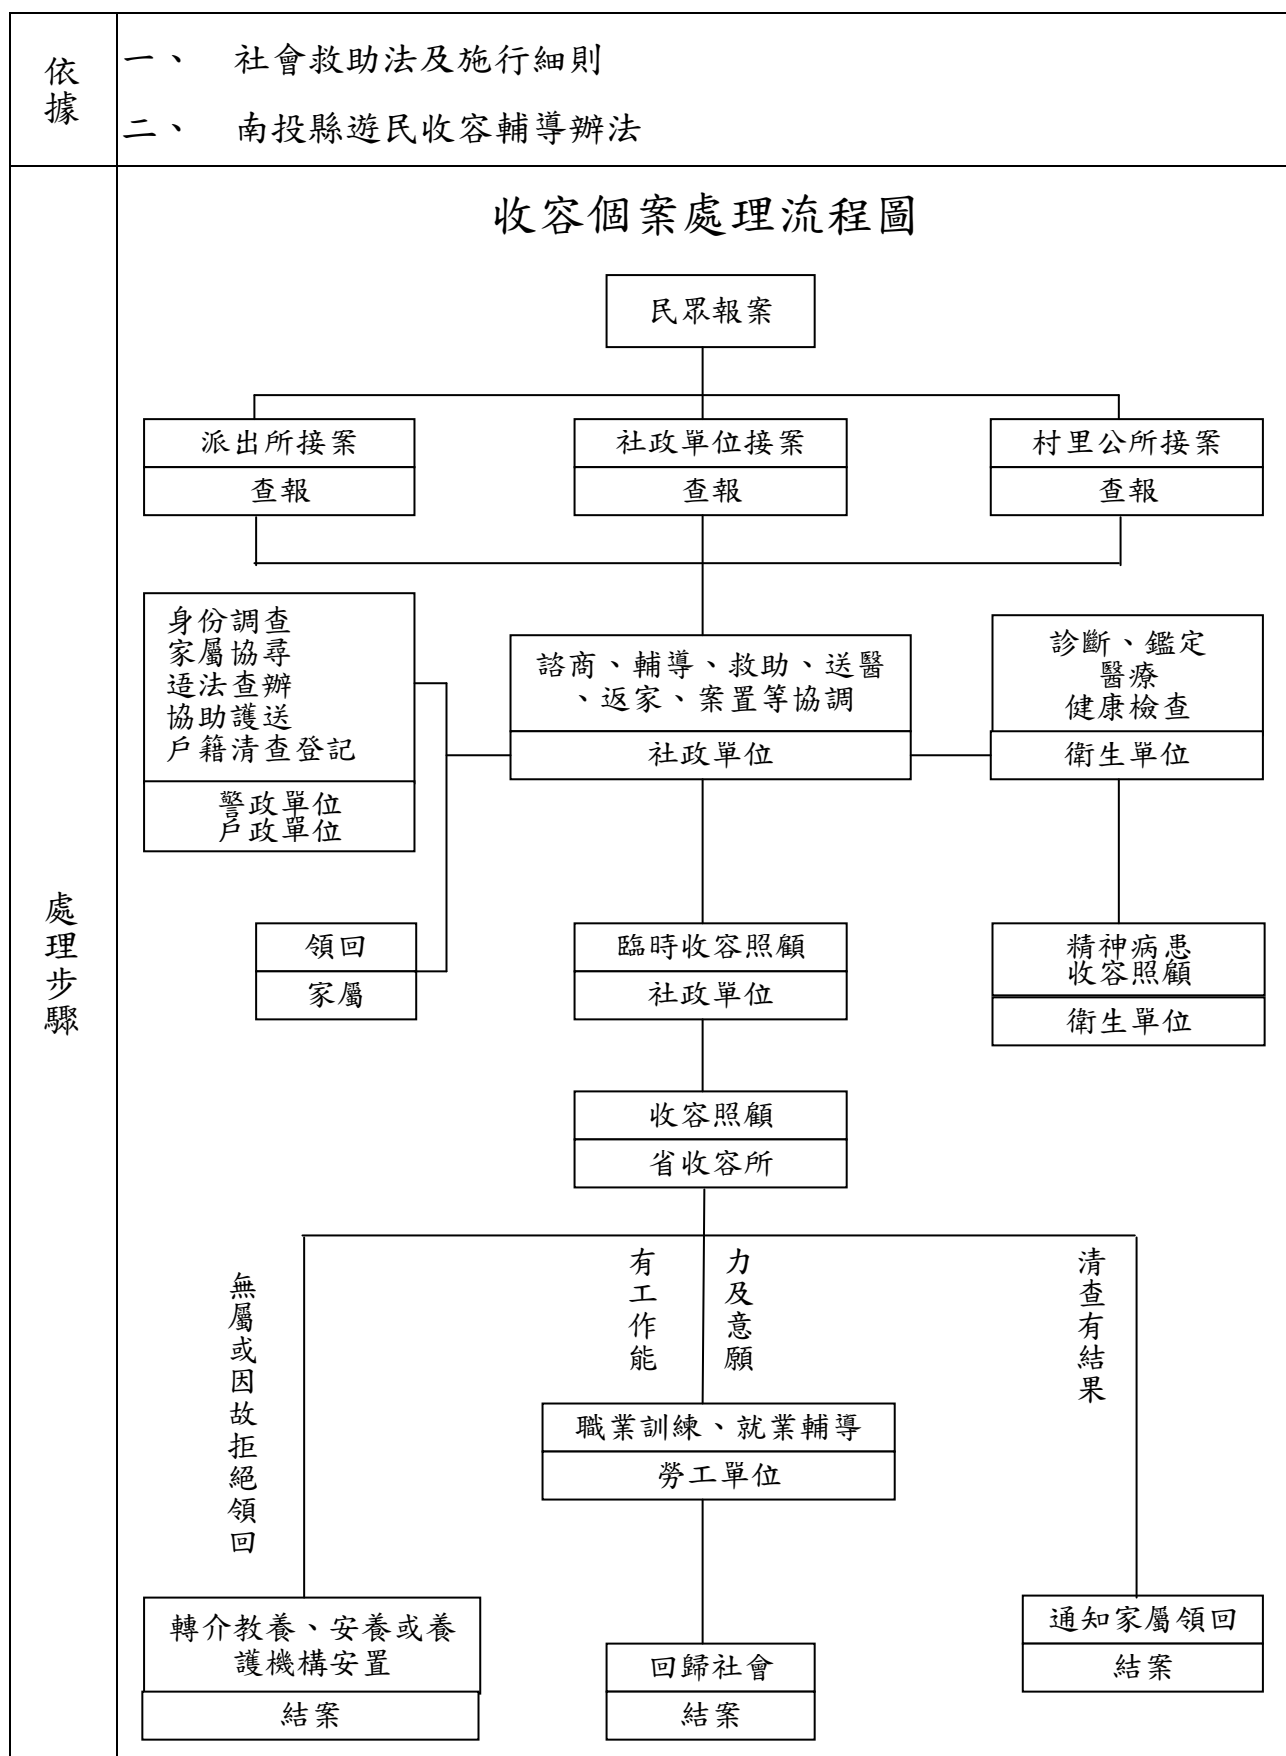 依據
一、 社會救助法及施行細則
二、 南投縣遊民收容輔導辦法
處理步驟
收容個案處理流程圖
民眾報案
派出所接案
查報
社政單位接案
查報
村里公所接案
查報
身份調查
家屬協尋
语法查辦
協助護送
戶籍清查登記
警政單位
戶政單位
諮商、輔導、救助、送醫
、返家、案置等協調
社政單位
診斷、鑑定
醫療
健康檢查
衛生單位
領回
家屬
臨時收容照顧
社政單位
精神病患
收容照顧
衛生單位
收容照顧
省收容所
無屬或因故拒絕領回
有工作能
力及意願
清查有結果
職業訓練、就業輔導
勞工單位
轉介教養、安養或養
護機構安置
結案
回歸社會
結案
通知家屬領回
結案